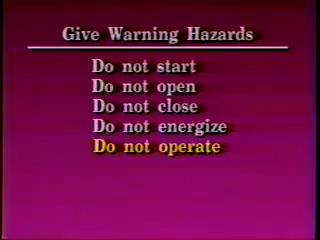 Give Warning Hazards
Do not start
Do not open
Do not close
Do not energize
Do not operate